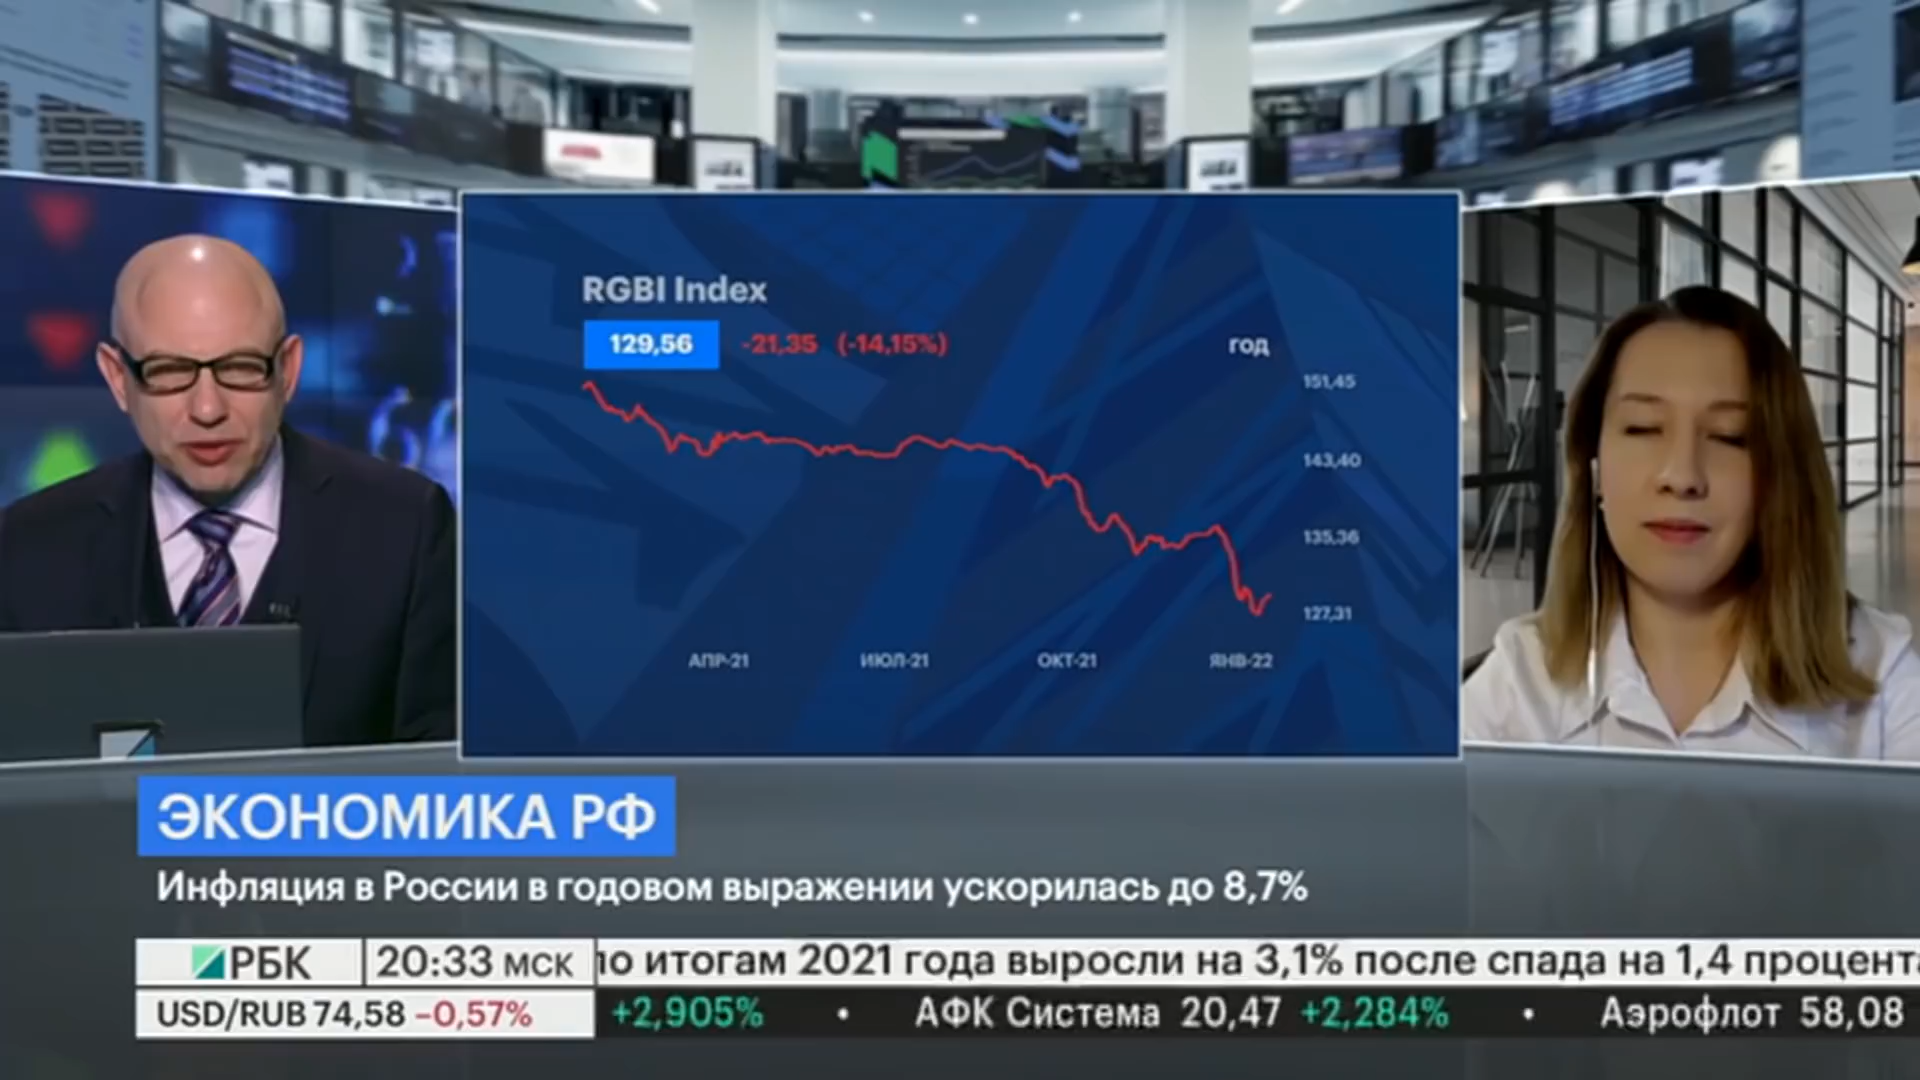 RGBI Index
129,56 -21,35 (-14,15%)
год
151,45
143,40
135,36
127,31
АПР-21 ИЮЛ-21 ОКТ-21 ЯНВ-22
ЭКОНОМИКА РФ
Инфляция в России в годовом выражении ускорилась до 8,7%
РБК 20:33 МСК по итогам 2021 года выросли на 3,1% после спада на 1,4 процента
USD/RUB 74,58 -0,57% +2,905% • АФК Система 20,47 +2,284% • Аэрофлот 58,08